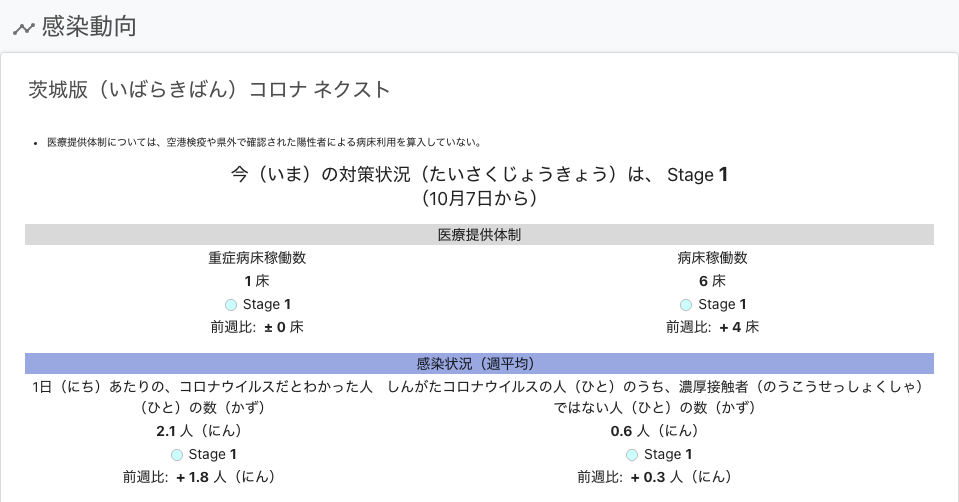 感染動向
茨城版（いばらきばん）コロナ ネクスト
• 医療提供体制については、空港検疫や県外で確認された陽性者による病床利用を算入していない。
今（いま）の対策状況（たいさくじょうきょう）は、 Stage 1
（10月7日から）
医療提供体制
重症病床稼働数
1 床
Stage 1
前週比: ± 0 床
病床稼働数
6 床
Stage 1
前週比: + 4 床
感染状況（週平均）
1日（にち）あたりの、コロナウイルスだとわかった人
（ひと）の数（かず）
2.1 人（にん）
Stage 1
前週比: + 1.8 人（にん）
しんがたコロナウイルスの人（ひと）のうち、濃厚接触者（のうこうせっしょくしゃ）
ではない人（ひと）の数（かず）
0.6 人（にん）
Stage 1
前週比: + 0.3 人（にん）